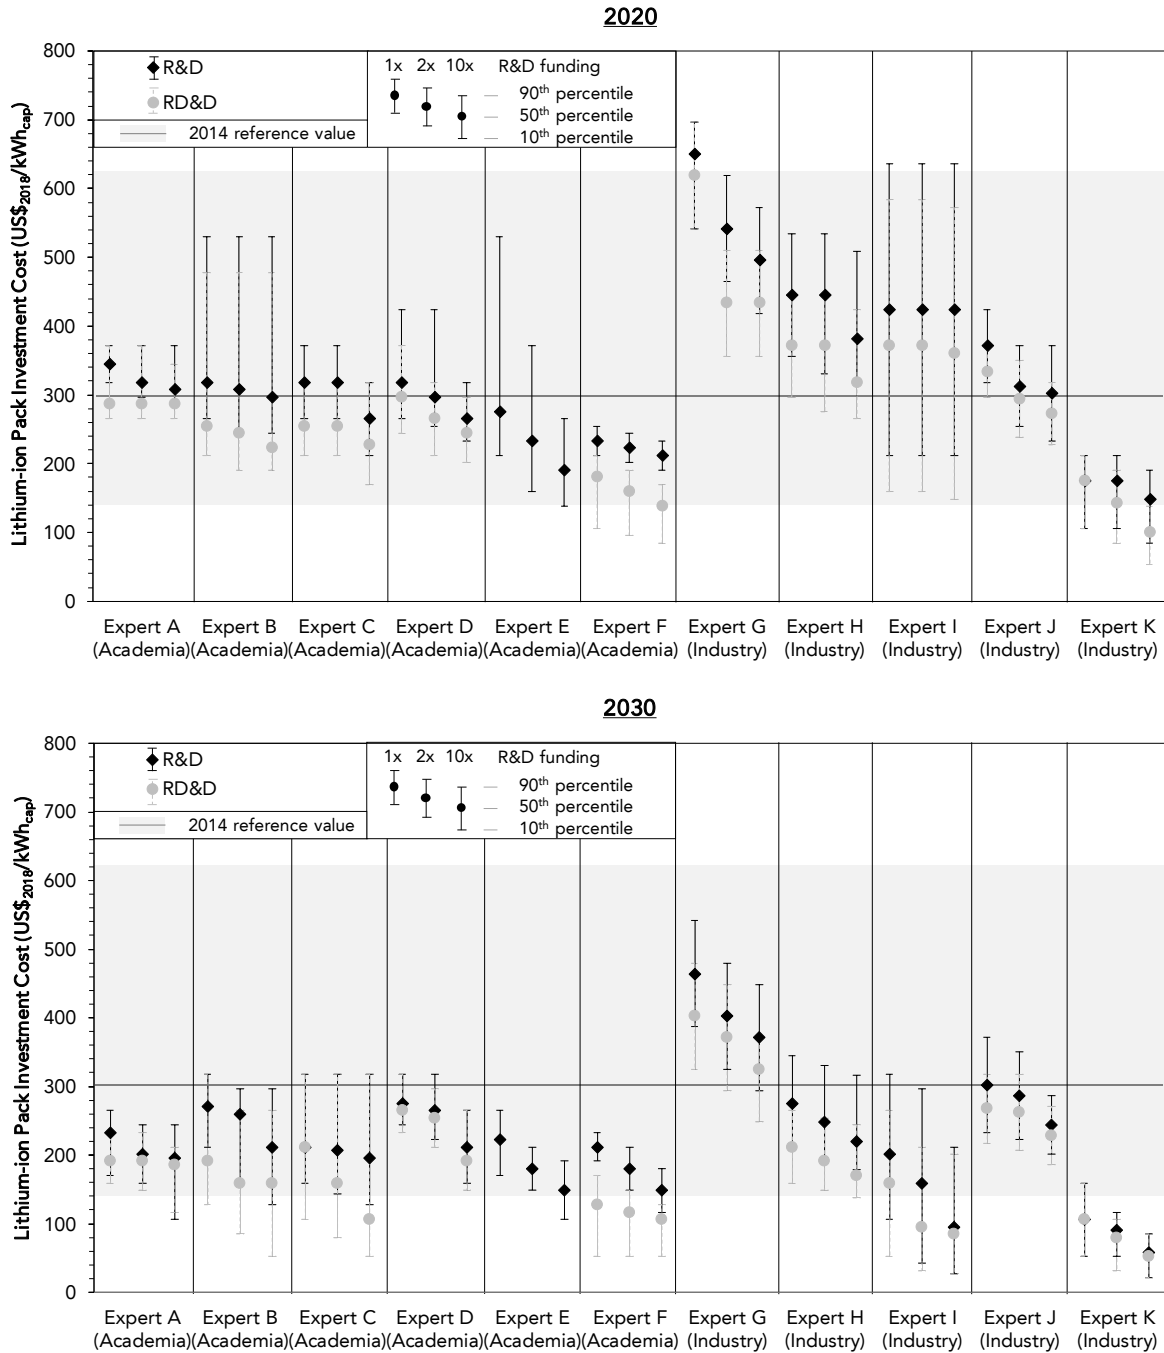 2020
Lithium-ion Pack Investment Cost (US$2018/kWhcap)
800
700
600
500
400
300
200
100
0
R&D
RD&D
2014 reference value
1x 2x 10x R&D funding
90th percentile
50th percentile
10th percentile
Expert A Expert B Expert C Expert D Expert E Expert F Expert G Expert H Expert I Expert J Expert K
(Academia) (Academia) (Academia) (Academia) (Academia) (Academia) (Industry) (Industry) (Industry) (Industry) (Industry)
2030
Lithium-ion Pack Investment Cost (US$2018/kWhcap)
800
700
600
500
400
300
200
100
0
R&D
RD&D
2014 reference value
1x 2x 10x R&D funding
90th percentile
50th percentile
10th percentile
Expert A Expert B Expert C Expert D Expert E Expert F Expert G Expert H Expert I Expert J Expert K
(Academia) (Academia) (Academia) (Academia) (Academia) (Academia) (Industry) (Industry) (Industry) (Industry) (Industry)